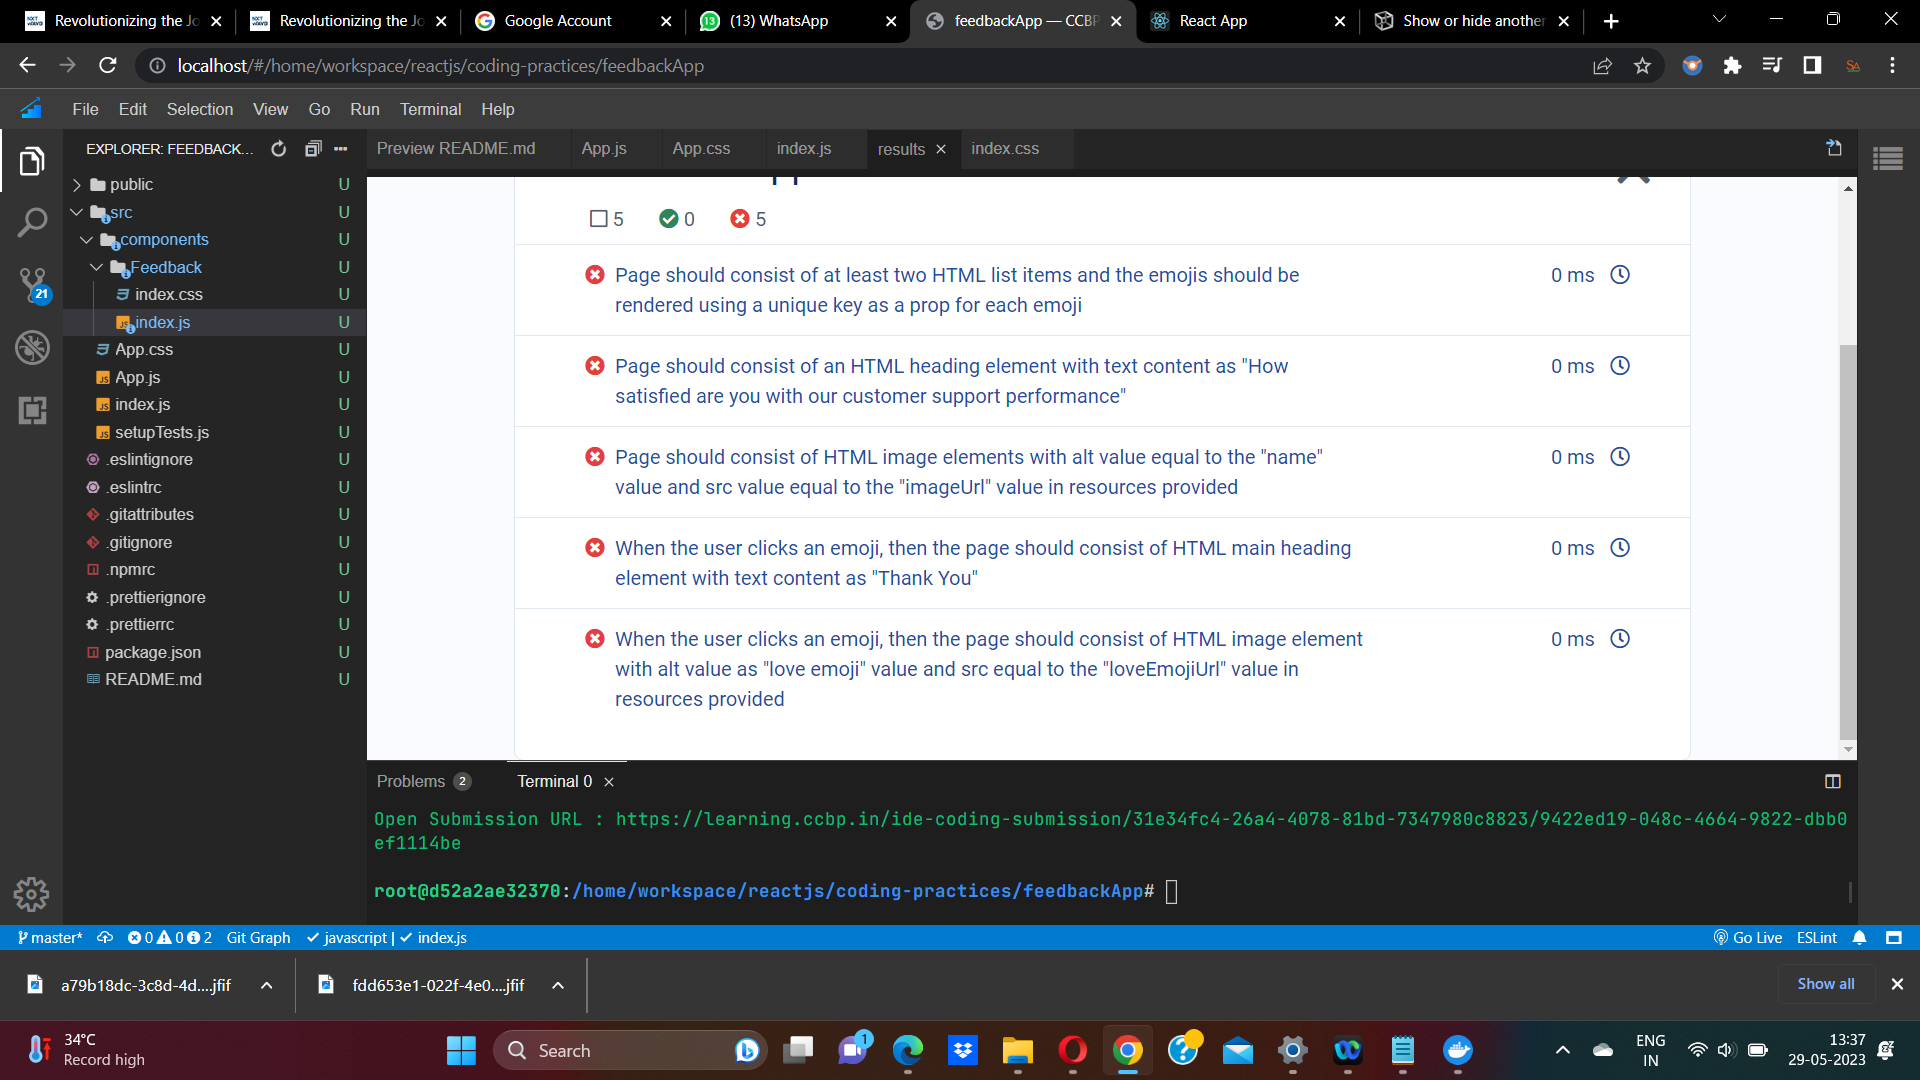 Revolutionizing the Jo
Revolutionizing the Jo
Google Account
(13) WhatsApp
feedbackApp — CCBP
React App
Show or hide another
localhost/#/home/workspace/reactjs/coding-practices/feedbackApp
File Edit Selection View Go Run Terminal Help
EXPLORER: FEEDBACK...
Preview README.md App.js App.css index.js results index.css
public U
src U
components U
Feedback U
index.css U
index.js U
App.css U
App.js U
index.js U
setupTests.js U
.eslintignore U
.eslintrc U
.gitattributes U
.gitignore U
.npmrc U
.prettierignore U
.prettierrc U
package.json U
README.md U
21
5 0 5
Page should consist of at least two HTML list items and the emojis should be
rendered using a unique key as a prop for each emoji
0 ms
Page should consist of an HTML heading element with text content as "How
satisfied are you with our customer support performance"
0 ms
Page should consist of HTML image elements with alt value equal to the "name"
value and src value equal to the "imageUrl" value in resources provided
0 ms
When the user clicks an emoji, then the page should consist of HTML main heading
element with text content as "Thank You"
0 ms
When the user clicks an emoji, then the page should consist of HTML image element
with alt value as "love emoji" value and src equal to the "loveEmojiUrl" value in
resources provided
0 ms
Problems 2 Terminal 0
Open Submission URL : https://learning.ccbp.in/ide-coding-submission/31e34fc4-26a4-4078-81bd-7347980c8823/9422ed19-048c-4664-9822-dbb0
ef1114be
root@d52a2ae32370:/home/workspace/reactjs/coding-practices/feedbackApp#
master* 0 0 2 Git Graph javascript | index.js
Go Live ESLint
a79b18dc-3c8d-4d....jfif
fdd653e1-022f-4e0....jfif
Show all
34°C
Record high
Search
1
ENG
IN
13:37
29-05-2023